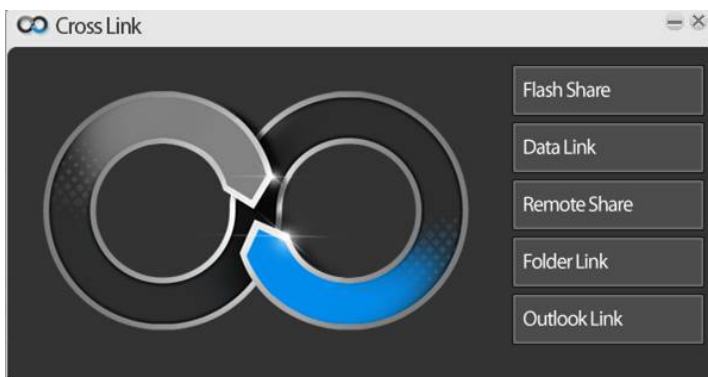 Cross Link
Flash Share
Data Link
Remote Share
Folder Link
Outlook Link